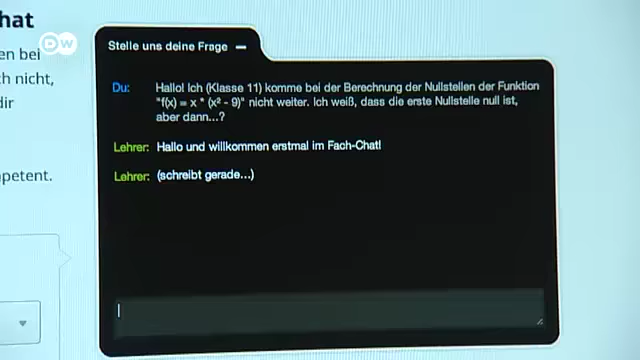 hat
DW
en bei
h nicht,
dir
petent.
Stelle uns deine Frage –
Du: Hallo! Ich (Klasse 11) komme bei der Berechnung der Nullstellen der Funktion
"f(x) = x * (x² - 9)" nicht weiter. Ich weiß, dass die erste Nullstelle null ist,
aber dann...?
Lehrer: Hallo und willkommen erstmal im Fach-Chat!
Lehrer: (schreibt gerade...)